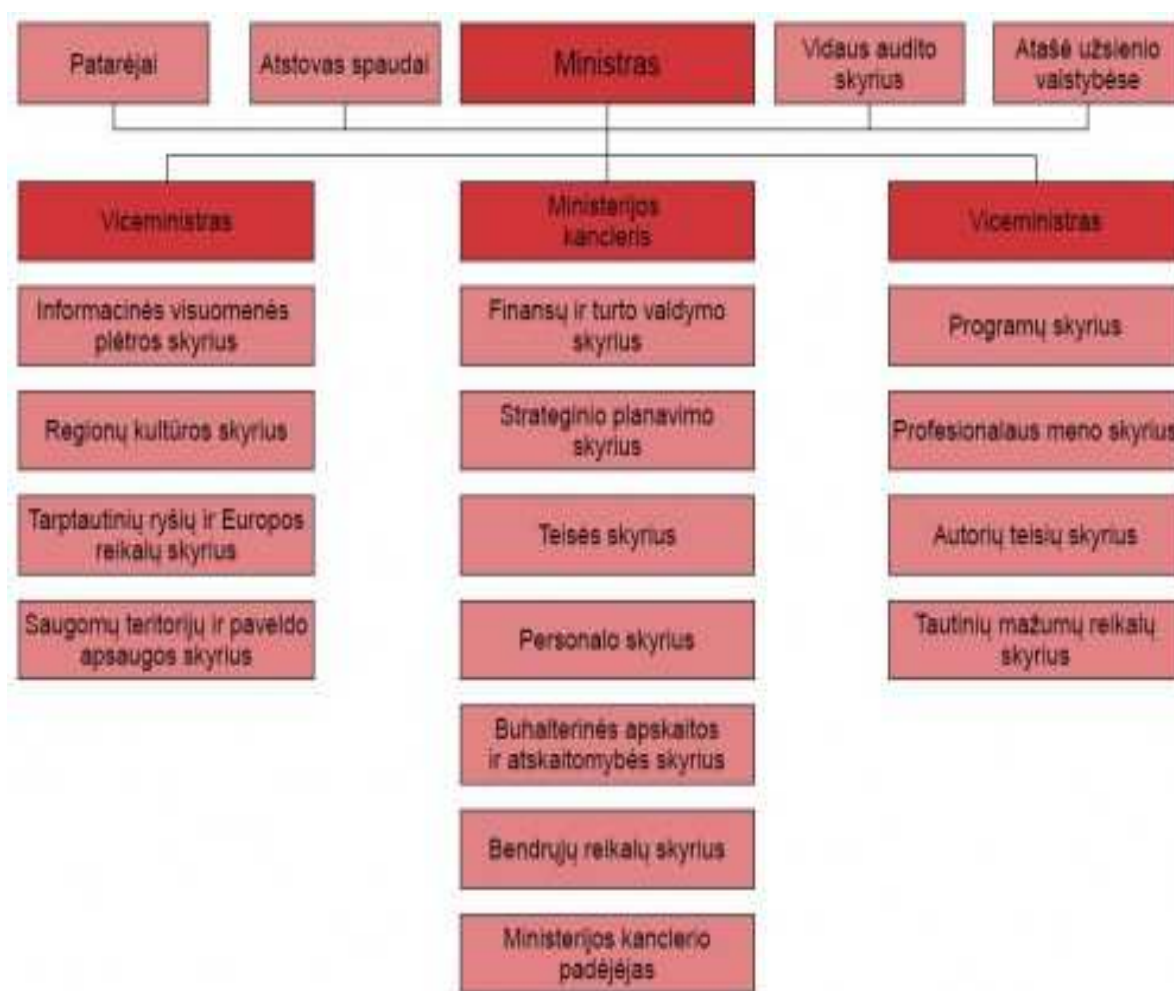 Patarėjai
Atstovas spaudai
Ministras
Vidaus audito
skyrius
Atašė užsienio
valstybėse
Viceministras
Ministerijos
kancleris
Viceministras
Informacinės visuomenės
plėtros skyrius
Regionų kultūros skyrius
Tarptautinių ryšių ir Europos
reikalų skyrius
Saugomų teritorijų ir paveldo
apsaugos skyrius
Finansų ir turto valdymo
skyrius
Strateginio planavimo
skyrius
Teisės skyrius
Personalo skyrius
Buhalterinės apskaitos
ir atskaitomybės skyrius
Bendrųjų reikalų skyrius
Ministerijos kanclerio
padėjėjas
Programų skyrius
Profesionalaus meno skyrius
Autorių teisių skyrius
Tautinių mažumų reikalų
skyrius